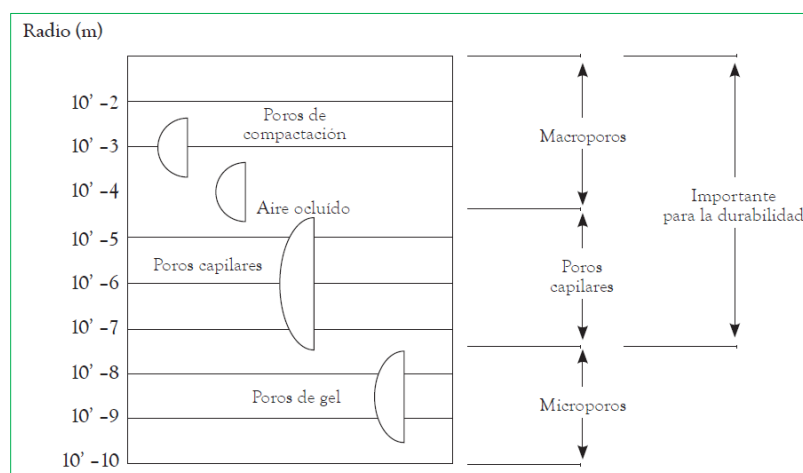 Radio (m)
10’ -2
10’ -3
10’ -4
10’ -5
10’ -6
10’ -7
10’ -8
10’ -9
10’ -10
Poros de
compactación
Aire ocluído
Poros capilares
Poros de gel
Macroporos
Poros
capilares
Microporos
Importante
para la durabilidad